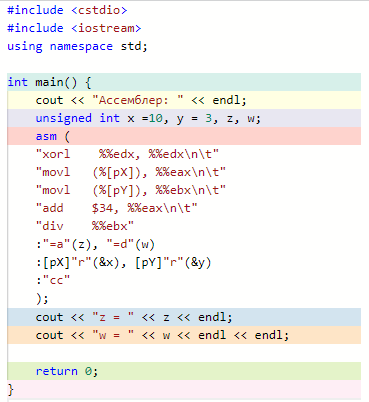 #include <cstdio>
#include <iostream>
using namespace std;
int main() {
cout << "Ассемблер: " << endl;
unsigned int x =10, y = 3, z, w;
asm (
"xorl    %%edx, %%edx\n\t"
"movl   (%[pX]), %%eax\n\t"
"movl   (%[pY]), %%ebx\n\t"
"add    $34, %%eax\n\t"
"div    %%ebx"
:"=a"(z), "=d"(w)
:[pX]"r"(&x), [pY]"r"(&y)
:"cc"
);
cout << "z = " << z << endl;
cout << "w = " << w << endl << endl;
return 0;
}